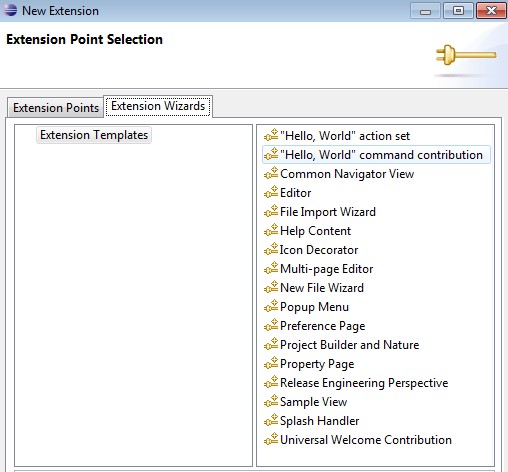 New Extension
Extension Point Selection
Extension Points
Extension Wizards
Extension Templates
"Hello, World" action set
"Hello, World" command contribution
Common Navigator View
Editor
File Import Wizard
Help Content
Icon Decorator
Multi-page Editor
New File Wizard
Popup Menu
Preference Page
Project Builder and Nature
Property Page
Release Engineering Perspective
Sample View
Splash Handler
Universal Welcome Contribution